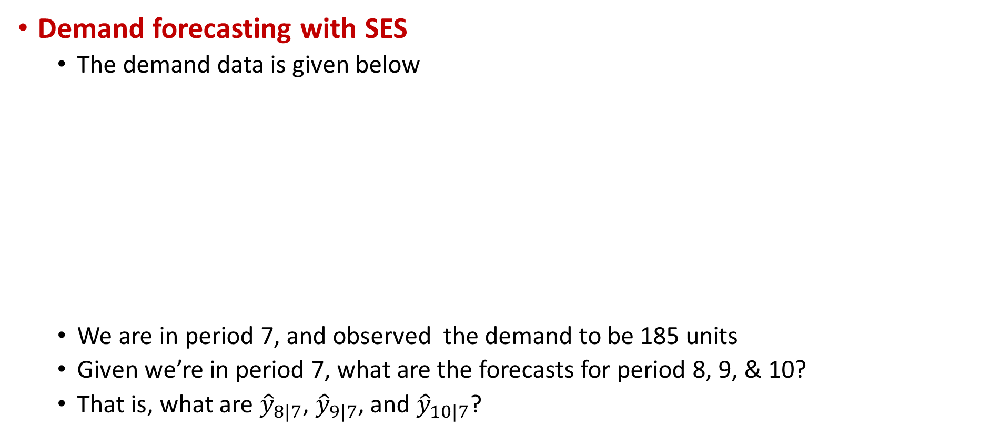 • Demand forecasting with SES
• The demand data is given below
• We are in period 7, and observed  the demand to be 185 units
• Given we’re in period 7, what are the forecasts for period 8, 9, & 10?
• That is, what are ŷ₈|₇, ŷ₉|₇, and ŷ₁₀|₇?